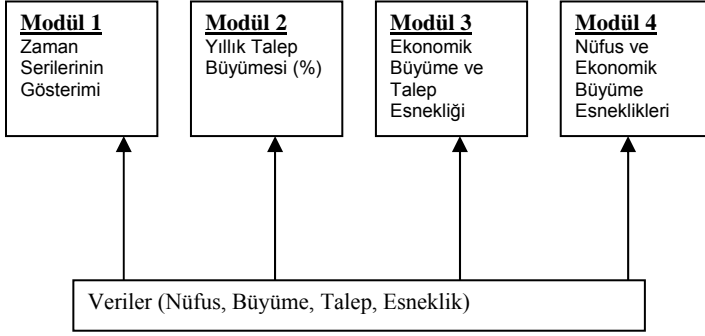 Modül 1
Zaman
Serilerinin
Gösterimi
Modül 2
Yıllık Talep
Büyümesi (%)
Modül 3
Ekonomik
Büyüme ve
Talep
Esnekliği
Modül 4
Nüfus ve
Ekonomik
Büyüme
Esneklikleri
Veriler (Nüfus, Büyüme, Talep, Esneklik)